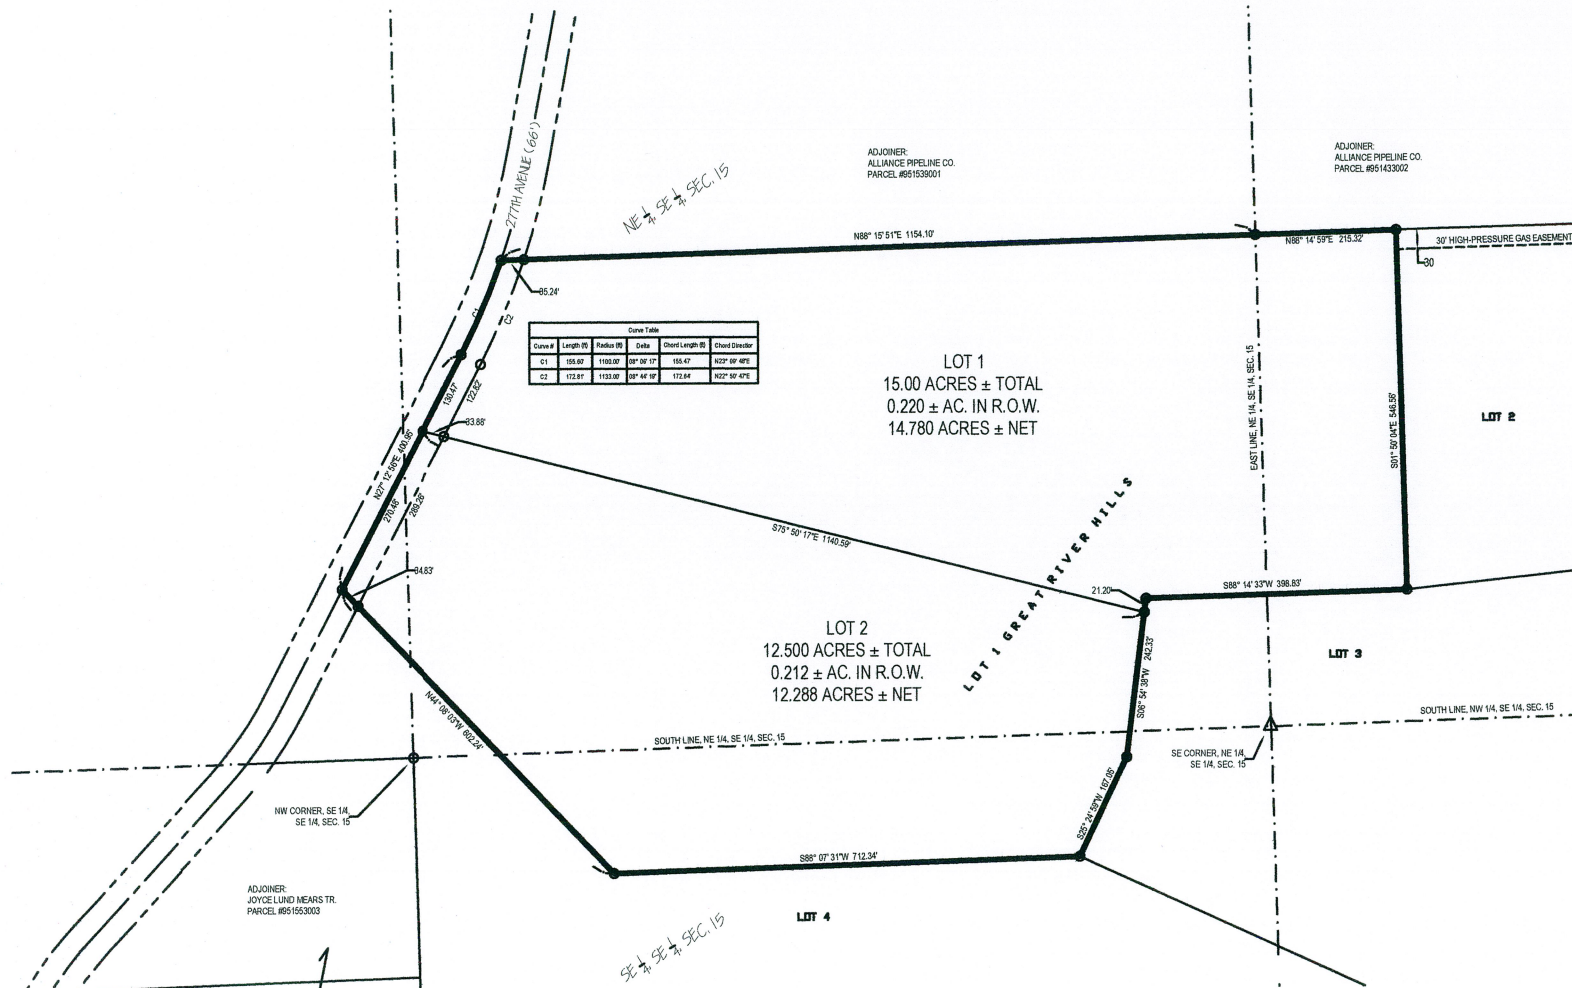 277TH AVENUE (66')
NE 1/4, SE 1/4, SEC. 15
ADJOINER:
ALLIANCE PIPELINE CO.
PARCEL #951539001
ADJOINER:
ALLIANCE PIPELINE CO.
PARCEL #951433002
N88° 15' 51"E 1154.10'
N88° 14' 59"E 215.32'
30' HIGH-PRESSURE GAS EASEMENT
30
35.24'
C1
C2
Curve Table
Curve # Length (ft) Radius (ft) Delta Chord Length (ft) Chord Direction
C1 155.60' 1100.00' 08° 06' 17" 155.47 N23° 09' 48"E
C2 172.81' 1133.00' 08° 44' 19" 172.64 N22° 50' 47"E
130.47'
122.62'
33.88'
N27° 12' 56"E 400.95'
270.48'
289.26'
34.83'
LOT 1
15.00 ACRES ± TOTAL
0.220 ± AC. IN R.O.W.
14.780 ACRES ± NET
EAST LINE, NE 1/4, SE 1/4, SEC. 15
S01° 50' 04"E 546.56'
LOT 2
S75° 50' 17"E 1140.59'
LOT 1 GREAT RIVER HILLS
21.20'
S88° 14' 33"W 398.83'
LOT 2
12.500 ACRES ± TOTAL
0.212 ± AC. IN R.O.W.
12.288 ACRES ± NET
S06° 54' 38"W 242.33'
LOT 3
N44° 08' 03"W 602.24'
SOUTH LINE, NE 1/4, SE 1/4, SEC. 15
SOUTH LINE, NW 1/4, SE 1/4, SEC. 15
SE CORNER, NE 1/4,
SE 1/4, SEC. 15
S25° 24' 59"W 167.05'
NW CORNER, SE 1/4,
SE 1/4, SEC. 15
S88° 07' 31"W 712.34'
ADJOINER:
JOYCE LUND MEARS TR.
PARCEL #951553003
LOT 4
SE 1/4, SE 1/4, SEC. 15